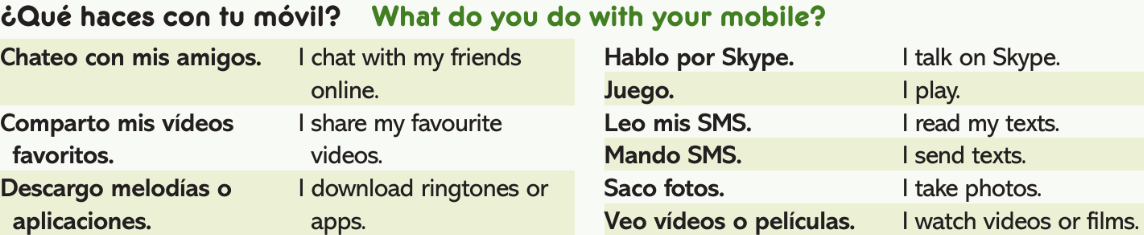 ¿Qué haces con tu móvil? What do you do with your mobile?
Chateo con mis amigos. I chat with my friends
online.
Comparto mis vídeos I share my favourite
favoritos. videos.
Descargo melodías o I download ringtones or
aplicaciones. apps.
Hablo por Skype. I talk on Skype.
Juego. I play.
Leo mis SMS. I read my texts.
Mando SMS. I send texts.
Saco fotos. I take photos.
Veo vídeos o películas. I watch videos or films.